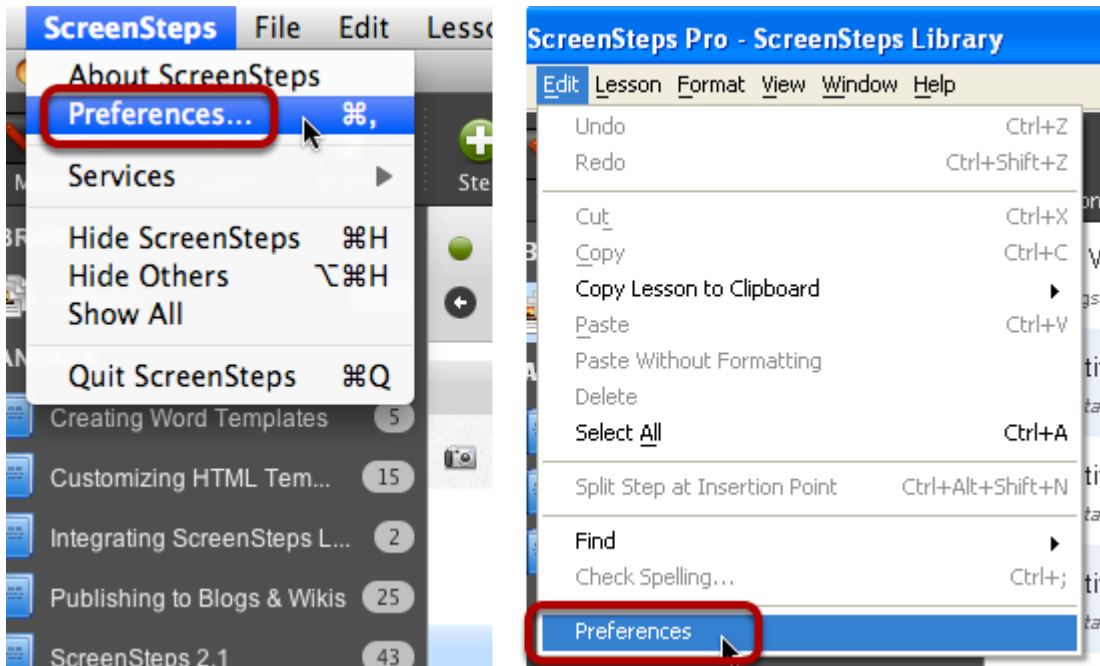 ScreenSteps File Edit
About ScreenSteps
Preferences... ⌘,
Services
Hide ScreenSteps ⌘H
Hide Others ⌥⌘H
Show All
Quit ScreenSteps ⌘Q
Creating Word Templates 5
Customizing HTML Tem... 15
Integrating ScreenSteps L... 2
Publishing to Blogs & Wikis 25
ScreenSteps 2.1 43
ScreenSteps Pro - ScreenSteps Library
Edit Lesson Format View Window Help
Undo Ctrl+Z
Redo Ctrl+Shift+Z
Cut Ctrl+X
Copy Ctrl+C
Copy Lesson to Clipboard
Paste Ctrl+V
Paste Without Formatting
Delete
Select All Ctrl+A
Split Step at Insertion Point Ctrl+Alt+Shift+N
Find
Check Spelling... Ctrl+;
Preferences